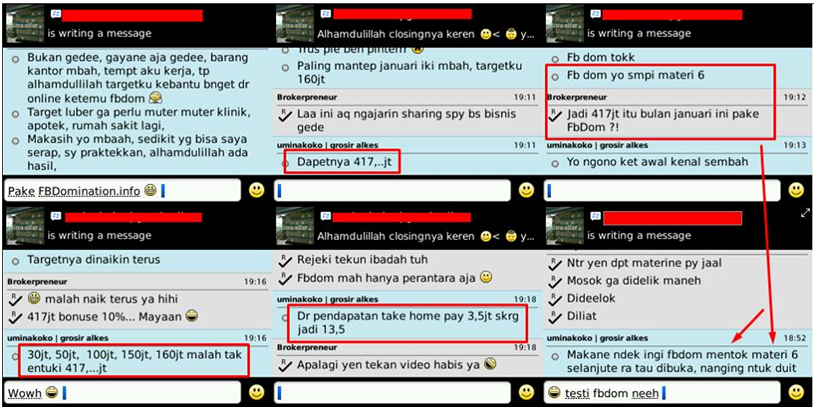 is writing a message
Bukan gedee, gayane aja gedee, barang
kantor mbah, tempt aku kerja, tp
alhamdullilah targetku kebantu bnget dr
online ketemu fbdom
Target luber ga perlu muter muter klinik,
apotek, rumah sakit lagi,
Makasih yo mbaah, sedikit yg bisa saya
serap, sy praktekkan, alhamdulillah ada
hasil,
Pake FBDomination.info
Alhamdulillah closingnya keren < y...
Trus pie ben pinterrr
Paling mantep januari iki mbah, targetku
160jt
Brokerpreneur 19:11
Laa ini aq ngajarin sharing spy bs bisnis
gede
uminakoko | grosir alkes 19:11
Dapetnya 417,..jt
is writing a message
Fb dom tokk
Fb dom yo smpi materi 6
Brokerpreneur 19:12
Jadi 417jt itu bulan januari ini pake
FbDom ?!
uminakoko | grosir alkes 19:13
Yo ngono ket awal kenal sembah
is writing a message
Targetnya dinaikin terus
Brokerpreneur 19:16
malah naik terus ya hihi
417jt bonuse 10%... Mayaan
uminakoko | grosir alkes 19:16
30jt, 50jt, 100jt, 150jt, 160jt malah tak
entuki 417,...jt
Wowh
Alhamdulillah closingnya keren < y...
Rejeki tekun ibadah tuh
Fbdom mah hanya perantara aja
uminakoko | grosir alkes 19:18
Dr pendapatan take home pay 3,5jt skrg
jadi 13,5
Brokerpreneur 19:18
Apalagi yen tekan video habis ya
is writing a message
Ntr yen dpt materine py jaal
Mosok ga didelik maneh
Dideelok
Diliat
uminakoko | grosir alkes 18:52
Makane ndek ingi fbdom mentok materi 6
selanjute ra tau dibuka, nanging ntuk duit
testi fbdom neeh